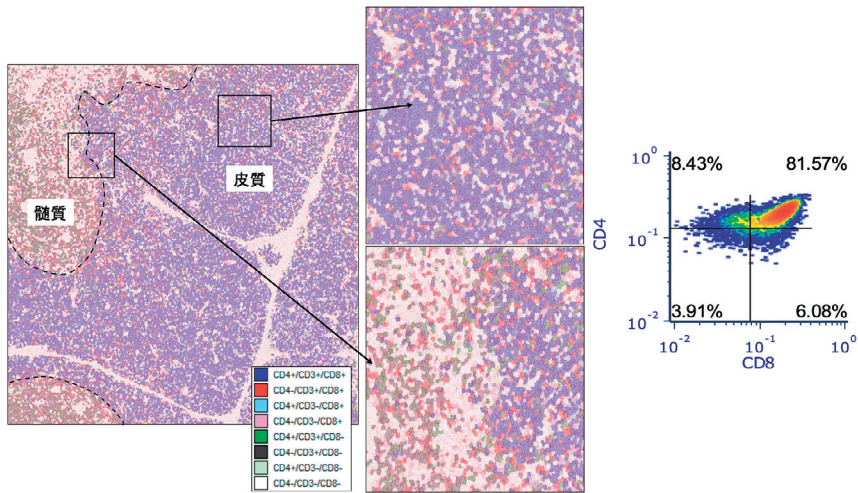 髄質
皮質
CD4+/CD3+/CD8+
CD4-/CD3+/CD8+
CD4+/CD3-/CD8+
CD4-/CD3-/CD8+
CD4+/CD3+/CD8-
CD4-/CD3+/CD8-
CD4+/CD3-/CD8-
CD4-/CD3-/CD8-
10⁰
8.43% 81.57%
CD4
10⁻¹
3.91% 6.08%
10⁻²
10⁻² 10⁻¹ 10⁰
CD8